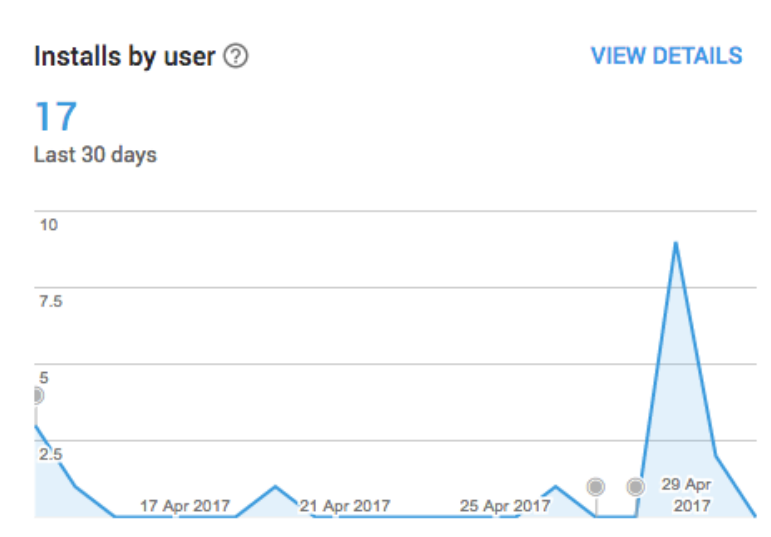 Installs by user ?
VIEW DETAILS
17
Last 30 days
10
7.5
5
2.5
17 Apr 2017
21 Apr 2017
25 Apr 2017
29 Apr
2017